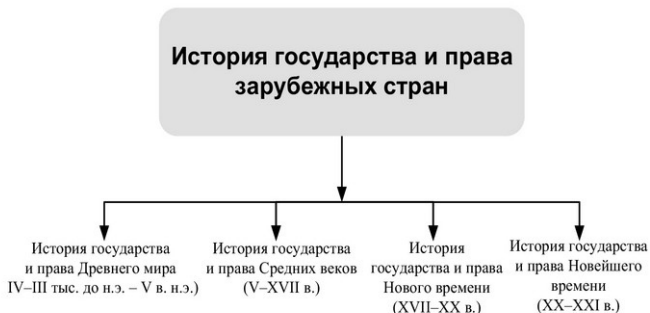 История государства и права
зарубежных стран
История государства
и права Древнего мира
IV–III тыс. до н.э. – V в. н.э.)
История государства
и права Средних веков
(V–XVII в.)
История
государства и права
Нового времени
(XVII–XX в.)
История государства
и права Новейшего
времени
(XX–XXI в.)